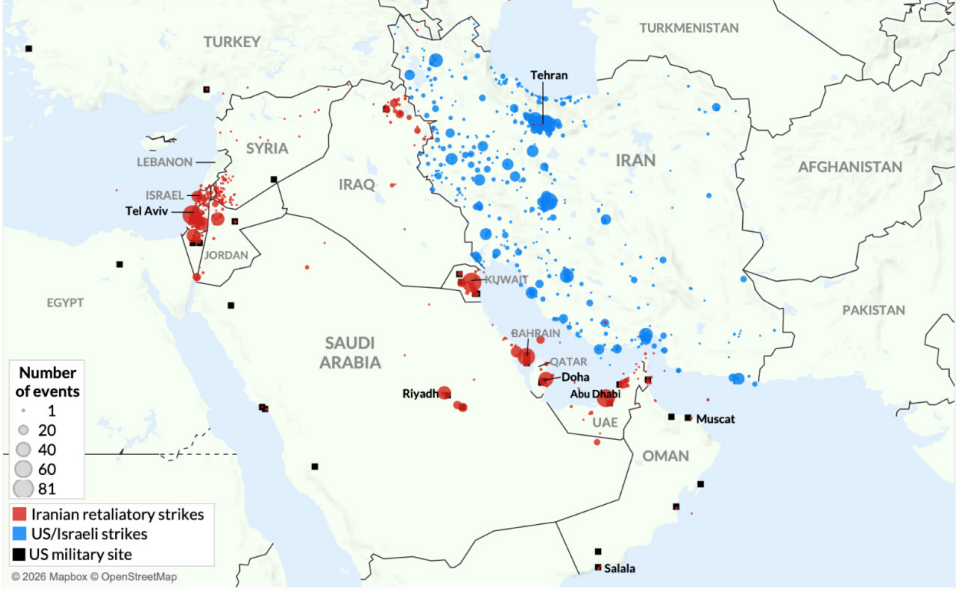 TURKEY
TURKMENISTAN
Tehran
SYRIA
LEBANON
IRAN
AFGHANISTAN
IRAQ
ISRAEL
Tel Aviv
JORDAN
KUWAIT
EGYPT
PAKISTAN
BAHRAIN
SAUDI
ARABIA
QATAR
Doha
Riyadh
Abu Dhabi
UAE
Muscat
OMAN
Salala
Number
of events
1
20
40
60
81
Iranian retaliatory strikes
US/Israeli strikes
US military site
© 2026 Mapbox © OpenStreetMap